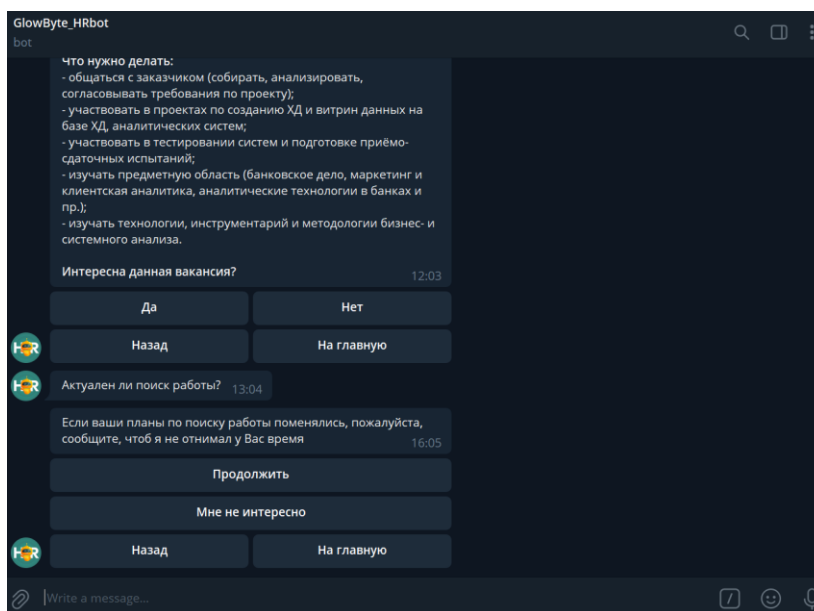 GlowByte_HRbot
bot
Что нужно делать:
- общаться с заказчиком (собирать, анализировать,
согласовывать требования по проекту);
- участвовать в проектах по созданию ХД и витрин данных на
базе ХД, аналитических систем;
- участвовать в тестировании систем и подготовке приёмо-
сдаточных испытаний;
- изучать предметную область (банковское дело, маркетинг и
клиентская аналитика, аналитические технологии в банках и
пр.);
- изучать технологии, инструментарий и методологии бизнес- и
системного анализа.
Интересна данная вакансия?
12:03
Да
Нет
HR
Назад
На главную
HR
Актуален ли поиск работы?
13:04
Если ваши планы по поиску работы поменялись, пожалуйста,
сообщите, чтоб я не отнимал у Вас время
16:05
Продолжить
Мне не интересно
HR
Назад
На главную
Write a message...